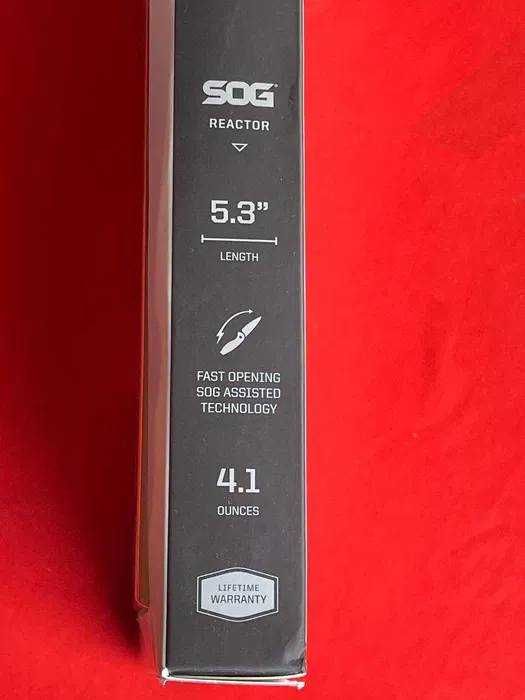 SOG
REACTOR
5.3”
LENGTH
FAST OPENING
SOG ASSISTED
TECHNOLOGY
4.1
OUNCES
LIFETIME
WARRANTY